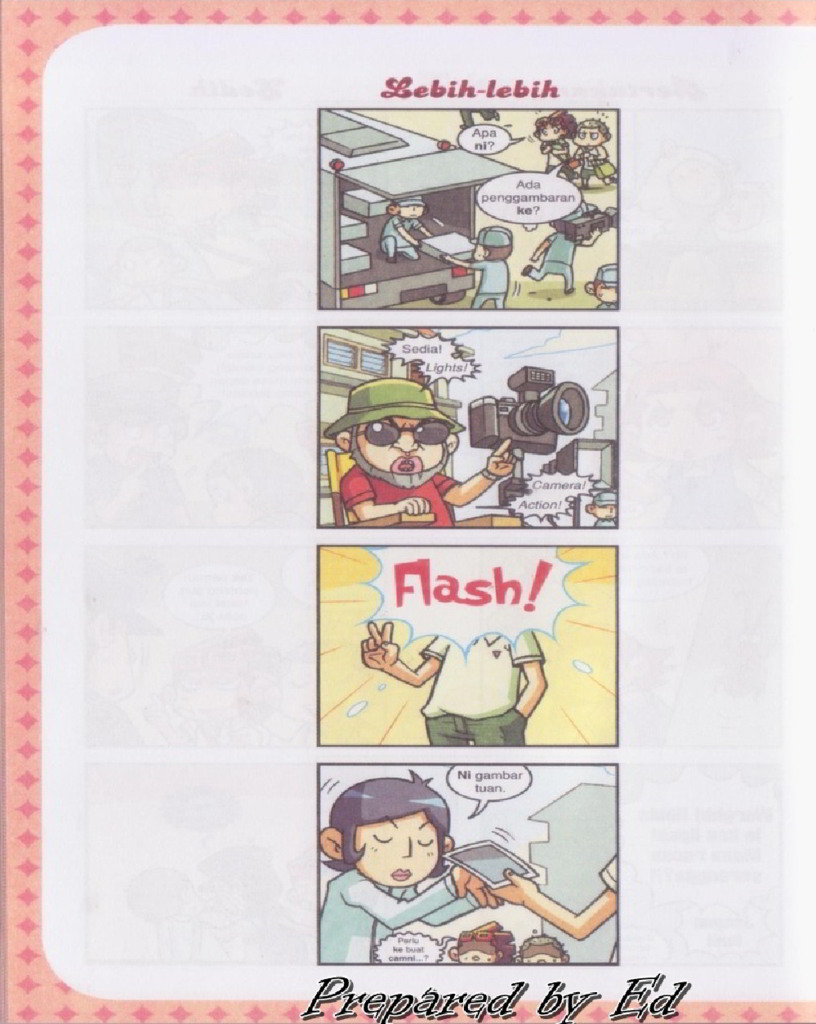 Lebih-lebih
Apa
ni?
Ada
penggambaran
ke?
Sedia!
Lights!
Camera!
Action!
Flash!
Ni gambar
tuan.
Perlu
ke buat
camni...?
Prepared by Ed